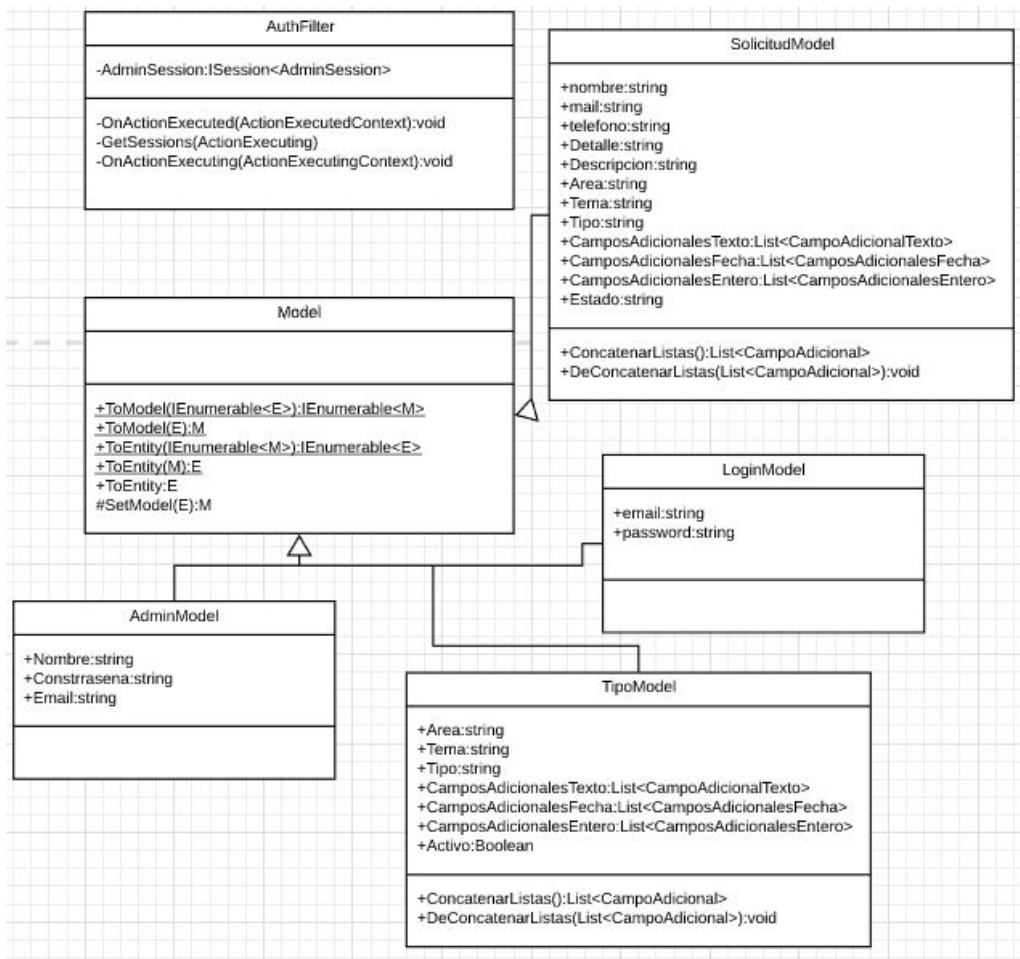 AuthFilter
-AdminSession:ISession<AdminSession>
-OnActionExecuted(ActionExecutedContext):void
-GetSessions(ActionExecuting)
-OnActionExecuting(ActionExecutingContext):void
SolicitudModel
+nombre:string
+mail:string
+telefono:string
+Detalle:string
+Descripcion:string
+Area:string
+Tema:string
+Tipo:string
+CamposAdicionalesTexto:List<CampoAdicionalTexto>
+CamposAdicionalesFecha:List<CamposAdicionalesFecha>
+CamposAdicionalesEntero:List<CamposAdicionalesEntero>
+Estado:string
+ConcatenarListas():List<CampoAdicional>
+DeConcatenarListas(List<CampoAdicional>):void
Model
+ToModel(IEnumerable<E>):IEnumerable<M>
+ToModel(E):M
+ToEntity(IEnumerable<M>):IEnumerable<E>
+ToEntity(M):E
+ToEntity:E
#SetModel(E):M
LoginModel
+email:string
+password:string
AdminModel
+Nombre:string
+Constrrasena:string
+Email:string
TipoModel
+Area:string
+Tema:string
+Tipo:string
+CamposAdicionalesTexto:List<CampoAdicionalTexto>
+CamposAdicionalesFecha:List<CamposAdicionalesFecha>
+CamposAdicionalesEntero:List<CamposAdicionalesEntero>
+Activo:Boolean
+ConcatenarListas():List<CampoAdicional>
+DeConcatenarListas(List<CampoAdicional>):void